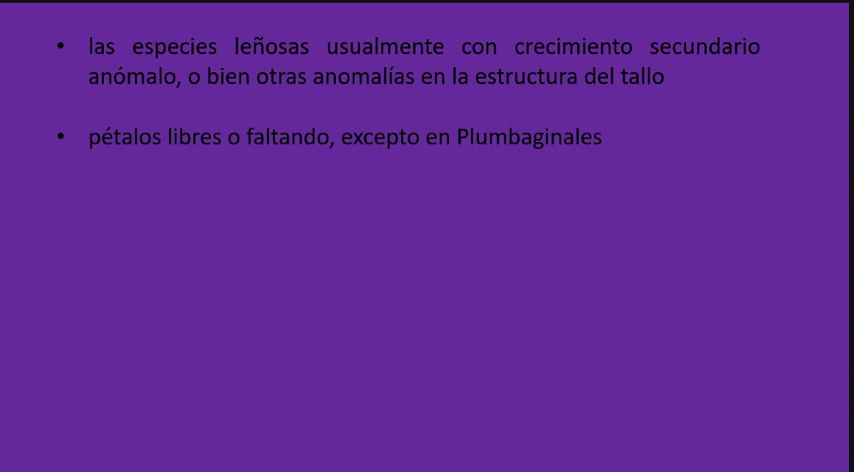 • las especies leñosas usualmente con crecimiento secundario
anómalo, o bien otras anomalías en la estructura del tallo
• pétalos libres o faltando, excepto en Plumbaginales